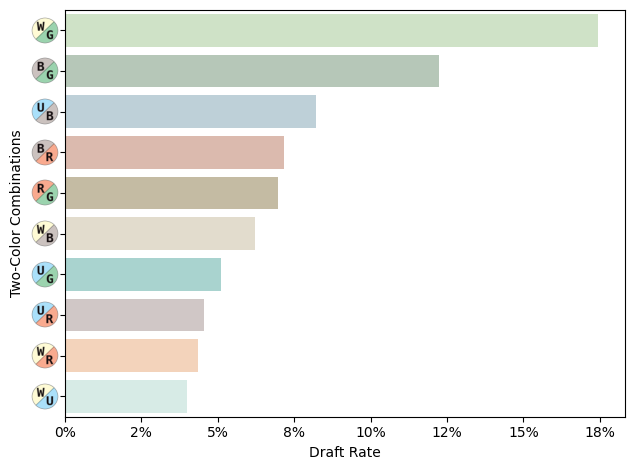 Two-Color Combinations
W G
B G
U B
B R
R G
W B
U G
U R
W R
W U
0% 2% 5% 8% 10% 12% 15% 18%
Draft Rate